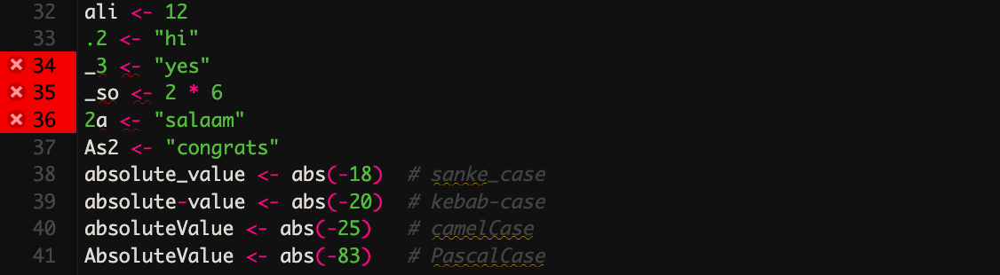 32 ali <- 12
33 .2 <- "hi"
34 _3 <- "yes"
35 _so <- 2 * 6
36 2a <- "salaam"
37 As2 <- "congrats"
38 absolute_value <- abs(-18)  # sanke_case
39 absolute-value <- abs(-20)  # kebab-case
40 absoluteValue <- abs(-25)   # camelCase
41 AbsoluteValue <- abs(-83)   # PascalCase